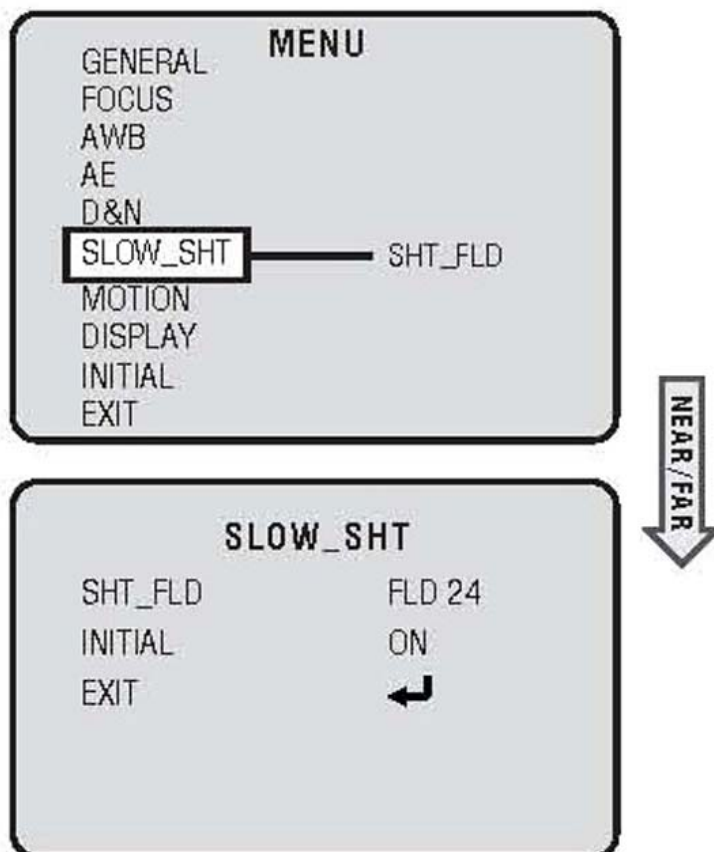 MENU
GENERAL
FOCUS
AWB
AE
D&N
SLOW_SHT SHT_FLD
MOTION
DISPLAY
INITIAL
EXIT
NEAR/FAR
SLOW_SHT
SHT_FLD FLD 24
INITIAL ON
EXIT